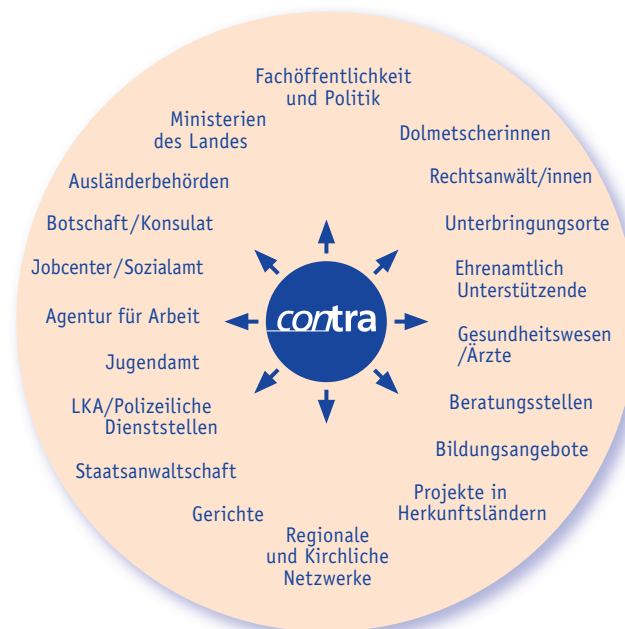 Fachöffentlichkeit
und Politik
Ministerien
des Landes
Dolmetscherinnen
Ausländerbehörden
Rechtsanwält/innen
Botschaft/Konsulat
Unterbringungsorte
Jobcenter/Sozialamt
Ehrenamtlich
Unterstützende
Agentur für Arbeit
contra
Gesundheitswesen
/Ärzte
Jugendamt
LKA/Polizeiliche
Dienststellen
Beratungsstellen
Staatsanwaltschaft
Bildungsangebote
Gerichte
Projekte in
Herkunftsländern
Regionale
und Kirchliche
Netzwerke